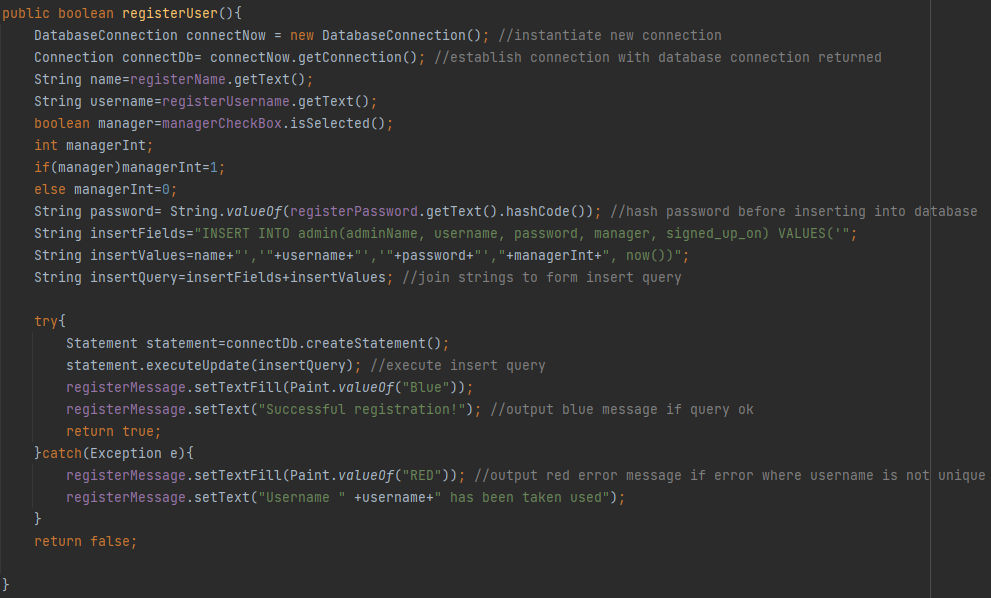 public boolean registerUser(){
    DatabaseConnection connectNow = new DatabaseConnection(); //instantiate new connection
    Connection connectDb= connectNow.getConnection(); //establish connection with database connection returned
    String name=registerName.getText();
    String username=registerUsername.getText();
    boolean manager=managerCheckBox.isSelected();
    int managerInt;
    if(manager)managerInt=1;
    else managerInt=0;
    String password= String.valueOf(registerPassword.getText().hashCode()); //hash password before inserting into database
    String insertFields="INSERT INTO admin(adminName, username, password, manager, signed_up_on) VALUES('";
    String insertValues=name+"','"+username+"','"+password+"',"+managerInt+", now())";
    String insertQuery=insertFields+insertValues; //join strings to form insert query

    try{
        Statement statement=connectDb.createStatement();
        statement.executeUpdate(insertQuery); //execute insert query
        registerMessage.setTextFill(Paint.valueOf("Blue"));
        registerMessage.setText("Successful registration!"); //output blue message if query ok
        return true;
    }catch(Exception e){
        registerMessage.setTextFill(Paint.valueOf("RED")); //output red error message if error where username is not unique
        registerMessage.setText("Username " +username+" has been taken used");
    }
    return false;

}